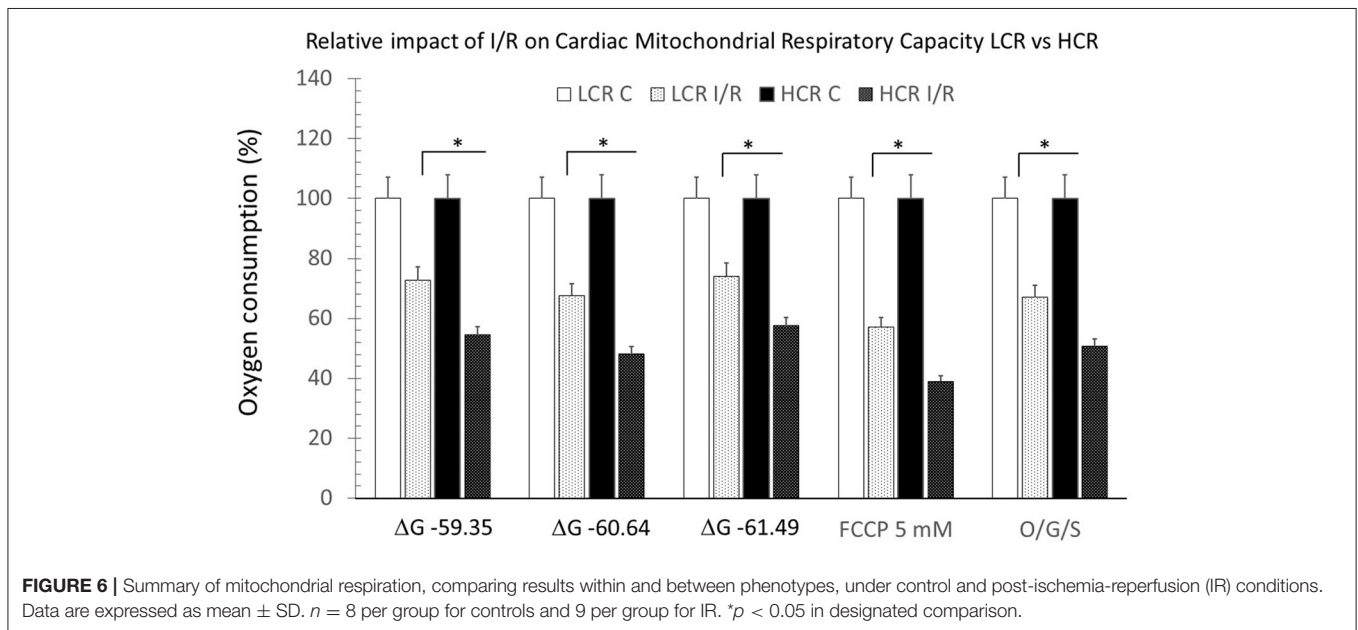 Relative impact of I/R on Cardiac Mitochondrial Respiratory Capacity LCR vs HCR
140
LCR C LCR I/R HCR C HCR I/R
120
* * * * *
100
80
60
40
20
0
Oxygen consumption (%)
ΔG -59.35 ΔG -60.64 ΔG -61.49 FCCP 5 mM O/G/S
FIGURE 6 | Summary of mitochondrial respiration, comparing results within and between phenotypes, under control and post-ischemia-reperfusion (IR) conditions.
Data are expressed as mean ± SD. n = 8 per group for controls and 9 per group for IR. *p < 0.05 in designated comparison.